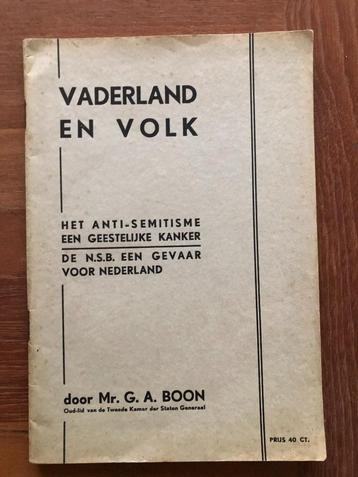 VADERLAND
EN VOLK
HET ANTI-SEMITISME
EEN GEESTELIJKE KANKER
DE N.S.B. EEN GEVAAR
VOOR NEDERLAND
door Mr. G. A. BOON
Oud-lid van de Tweede Kamer der Staten Generaal
PRIJS 40 CT.